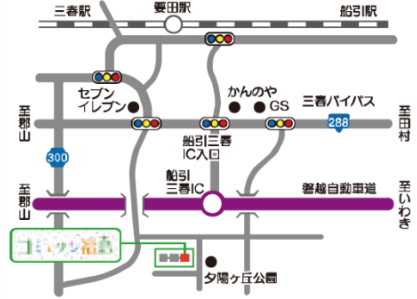 三春駅
要田駅
船引駅
セブン
イレブン
かんのや
GS
三春バイパス
288
至郡山
至田村
船引三春
IC入口
300
船引
三春IC
磐越自動車道
至郡山
至いわき
夕陽ヶ丘公園